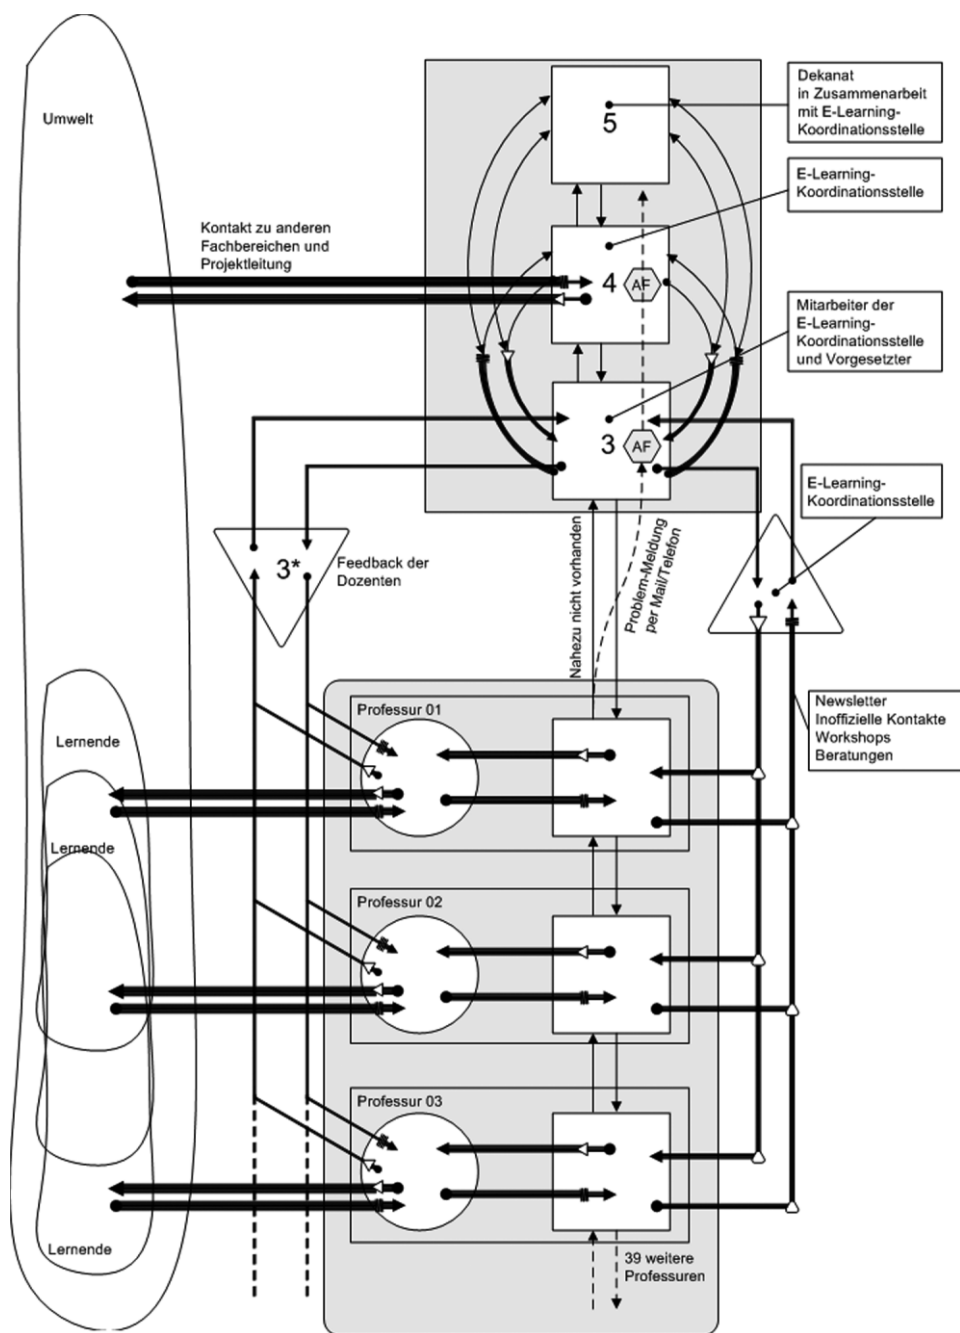 Umwelt
Kontakt zu anderen
Fachbereichen und
Projektleitung
5
Dekanat
in Zusammenarbeit
mit E-Learning-
Koordinationsstelle
E-Learning-
Koordinationsstelle
4
AF
Mitarbeiter der
E-Learning-
Koordinationsstelle
und Vorgesetzter
3
AF
E-Learning-
Koordinationsstelle
3*
Feedback der
Dozenten
Nahezu nicht vorhanden
Problem-Meldung
per Mail/Telefon
Newsletter
Inoffizielle Kontakte
Workshops
Beratungen
Professur 01
Lernende
Lernende
Professur 02
Professur 03
Lernende
39 weitere
Professuren